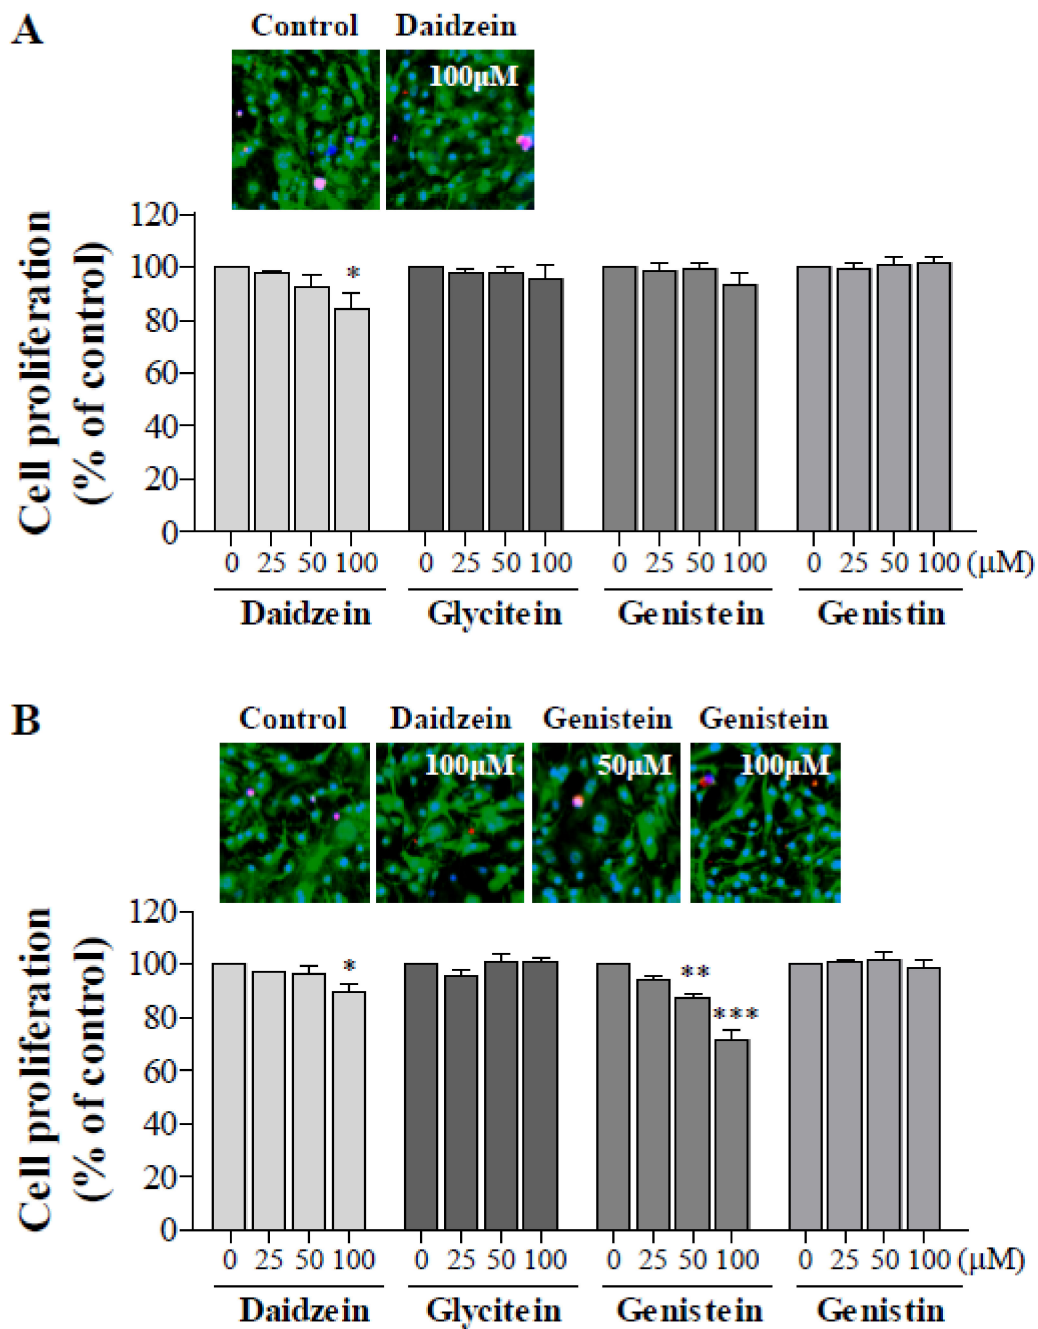 A
Control Daidzein
100μM
Cell proliferation
(% of control)
120
100
80
60
40
20
0
*
0 25 50 100 0 25 50 100 0 25 50 100 0 25 50 100 (μM)
Daidzein Glycitein Genistein Genistin
B
Control Daidzein Genistein Genistein
100μM 50μM 100μM
Cell proliferation
(% of control)
120
100
80
60
40
20
0
* ** ***
0 25 50 100 0 25 50 100 0 25 50 100 0 25 50 100 (μM)
Daidzein Glycitein Genistein Genistin